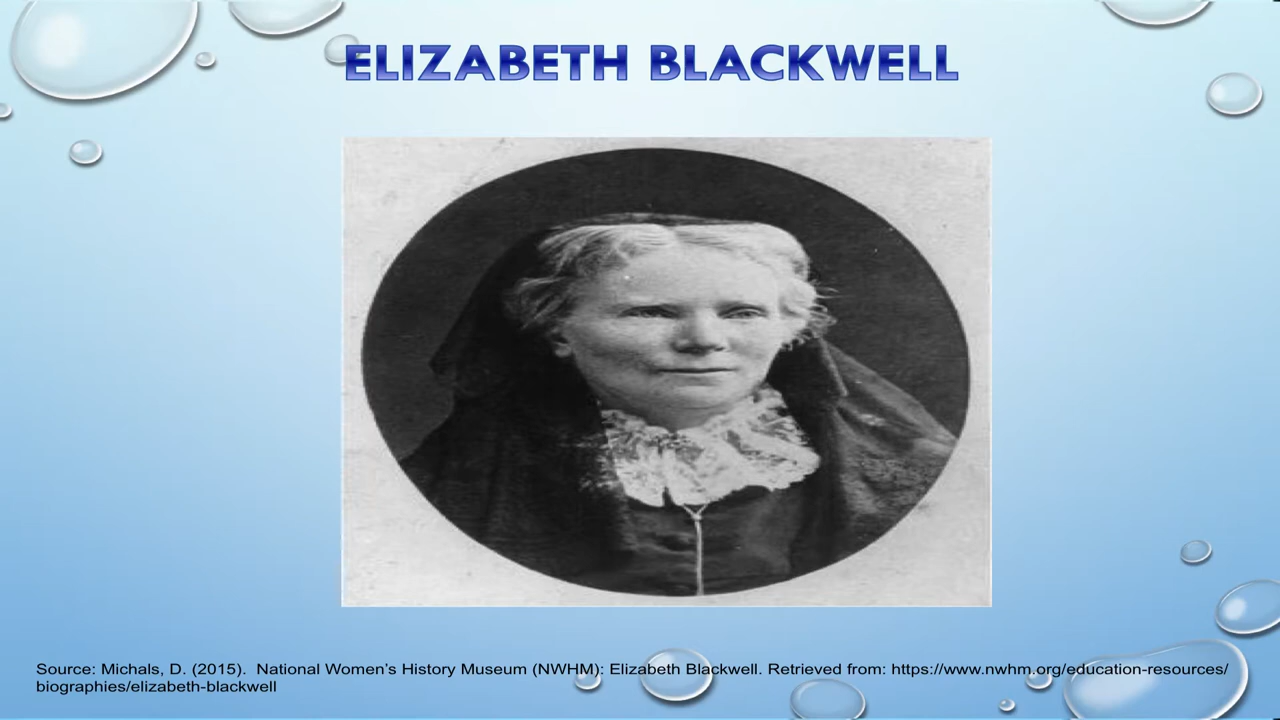 ELIZABETH BLACKWELL
Source: Michals, D. (2015).  National Women’s History Museum (NWHM): Elizabeth Blackwell. Retrieved from: https://www.nwhm.org/education-resources/
biographies/elizabeth-blackwell